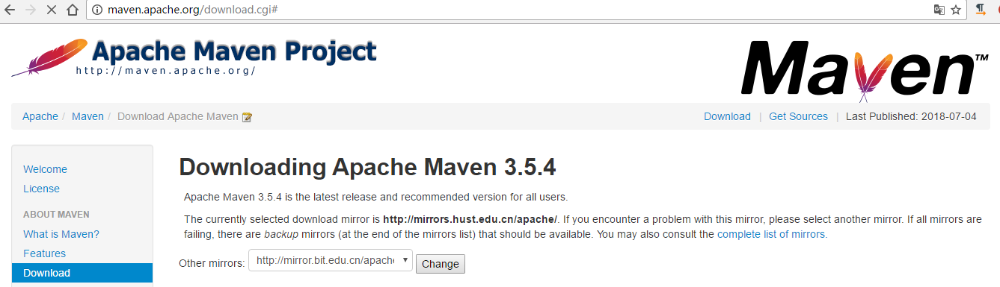 maven.apache.org/download.cgi#
Apache Maven Project
http://maven.apache.org/
Maven™
Apache / Maven / Download Apache Maven
Download | Get Sources | Last Published: 2018-07-04
Welcome
License
ABOUT MAVEN
What is Maven?
Features
Download
Downloading Apache Maven 3.5.4
Apache Maven 3.5.4 is the latest release and recommended version for all users.
The currently selected download mirror is http://mirrors.hust.edu.cn/apache/. If you encounter a problem with this mirror, please select another mirror. If all mirrors are
failing, there are backup mirrors (at the end of the mirrors list) that should be available. You may also consult the complete list of mirrors.
Other mirrors: http://mirror.bit.edu.cn/apache Change